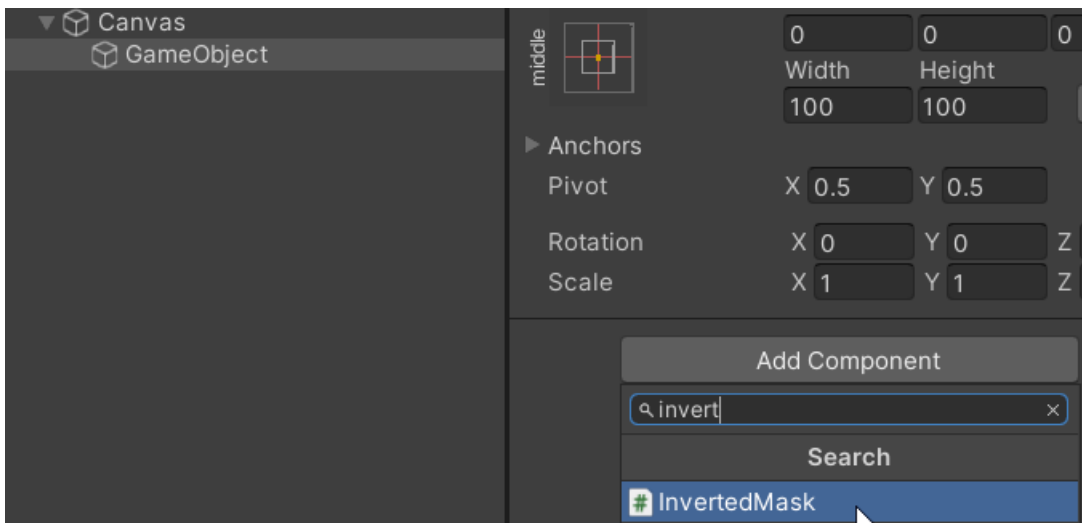 Canvas
GameObject
middle
0 0 0
Width Height
100 100
Anchors
Pivot X 0.5 Y 0.5
Rotation X 0 Y 0 Z
Scale X 1 Y 1 Z
Add Component
invert
Search
# InvertedMask